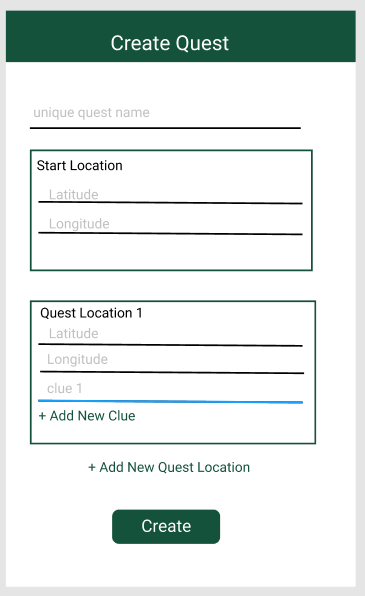 Create Quest
unique quest name
Start Location
Latitude
Longitude
Quest Location 1
Latitude
Longitude
clue 1
+ Add New Clue
+ Add New Quest Location
Create